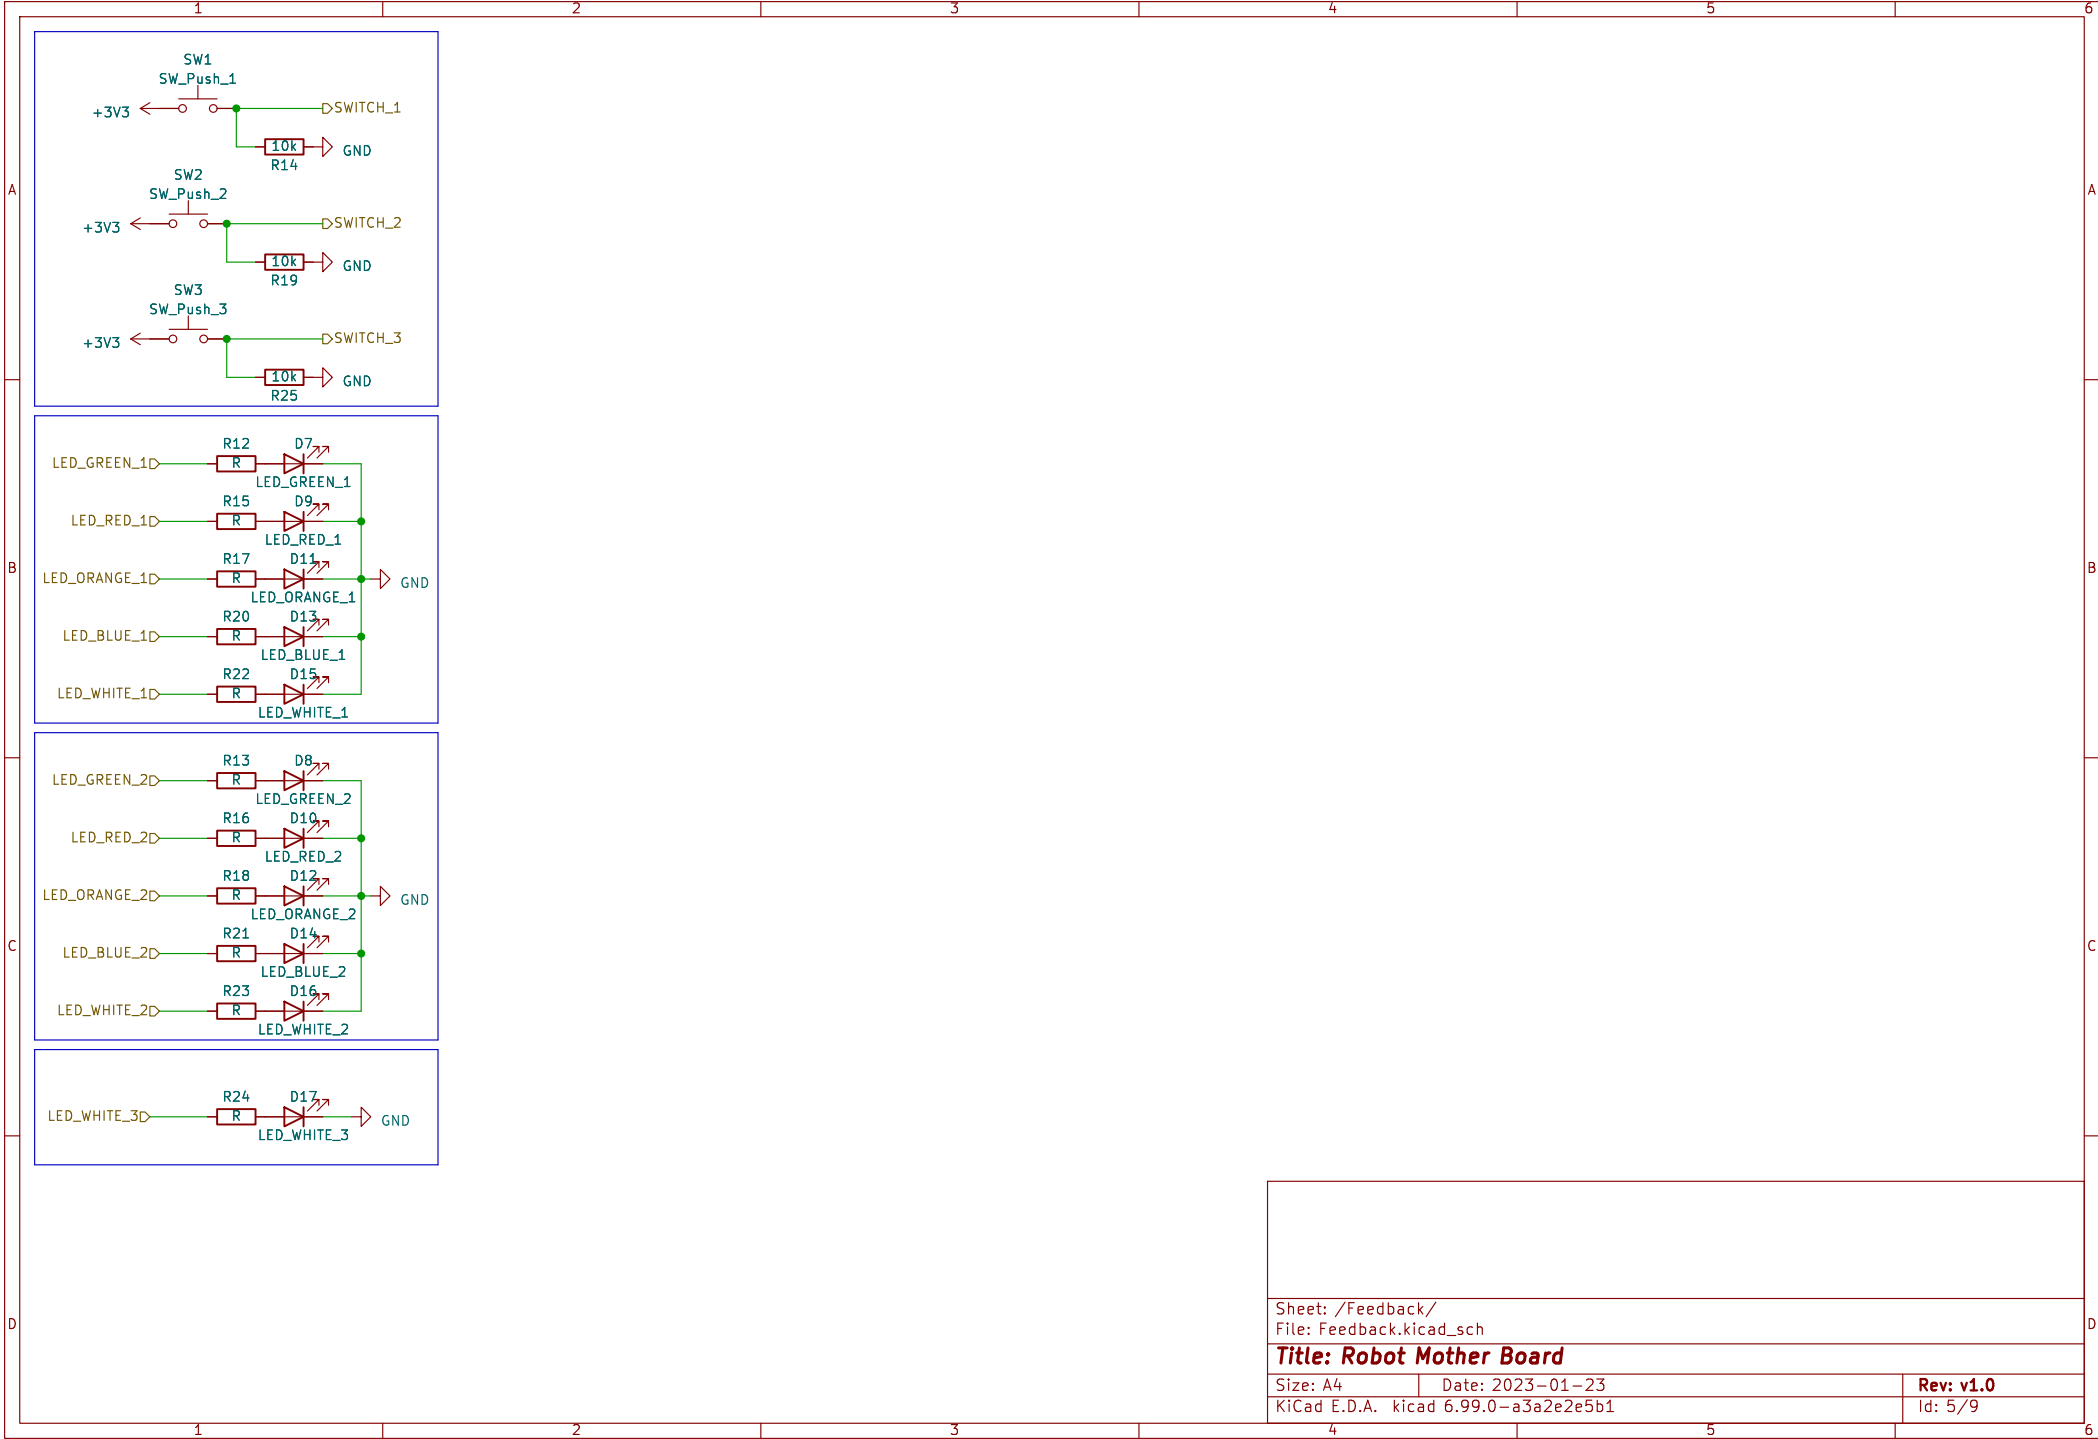 1 2 3 4 5 6
A A
B B
C C
D D
SW1
SW_Push_1
+3V3
SWITCH_1
10k
GND
R14
SW2
SW_Push_2
+3V3
SWITCH_2
10k
GND
R19
SW3
SW_Push_3
+3V3
SWITCH_3
10k
GND
R25
R12 D7
LED_GREEN_1 R
LED_GREEN_1
R15 D9
LED_RED_1 R
LED_RED_1
R17 D11
LED_ORANGE_1 R GND
LED_ORANGE_1
R20 D13
LED_BLUE_1 R
LED_BLUE_1
R22 D15
LED_WHITE_1 R
LED_WHITE_1
R13 D8
LED_GREEN_2 R
LED_GREEN_2
R16 D10
LED_RED_2 R
LED_RED_2
R18 D12
LED_ORANGE_2 R GND
LED_ORANGE_2
R21 D14
LED_BLUE_2 R
LED_BLUE_2
R23 D16
LED_WHITE_2 R
LED_WHITE_2
R24 D17
LED_WHITE_3 R GND
LED_WHITE_3
Sheet: /Feedback/
File: Feedback.kicad_sch
Title: Robot Mother Board
Size: A4 Date: 2023-01-23 Rev: v1.0
KiCad E.D.A. kicad 6.99.0-a3a2e2e5b1 Id: 5/9
1 2 3 4 5 6